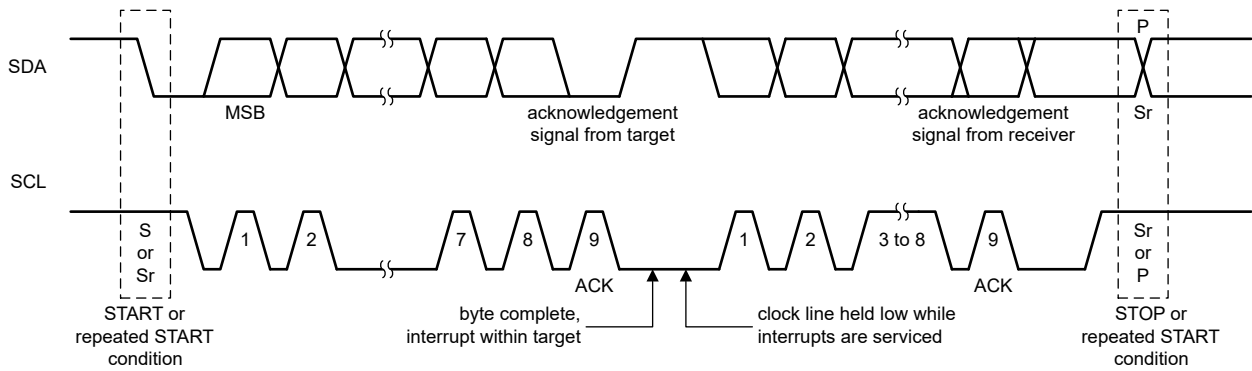 P
SDA
MSB
acknowledgement
signal from target
acknowledgement
signal from receiver
Sr
SCL
S
or
Sr
1
2
7
8
9
1
2
3 to 8
9
Sr
or
P
ACK
ACK
START or
repeated START
condition
byte complete,
interrupt within target
clock line held low while
interrupts are serviced
STOP or
repeated START
condition